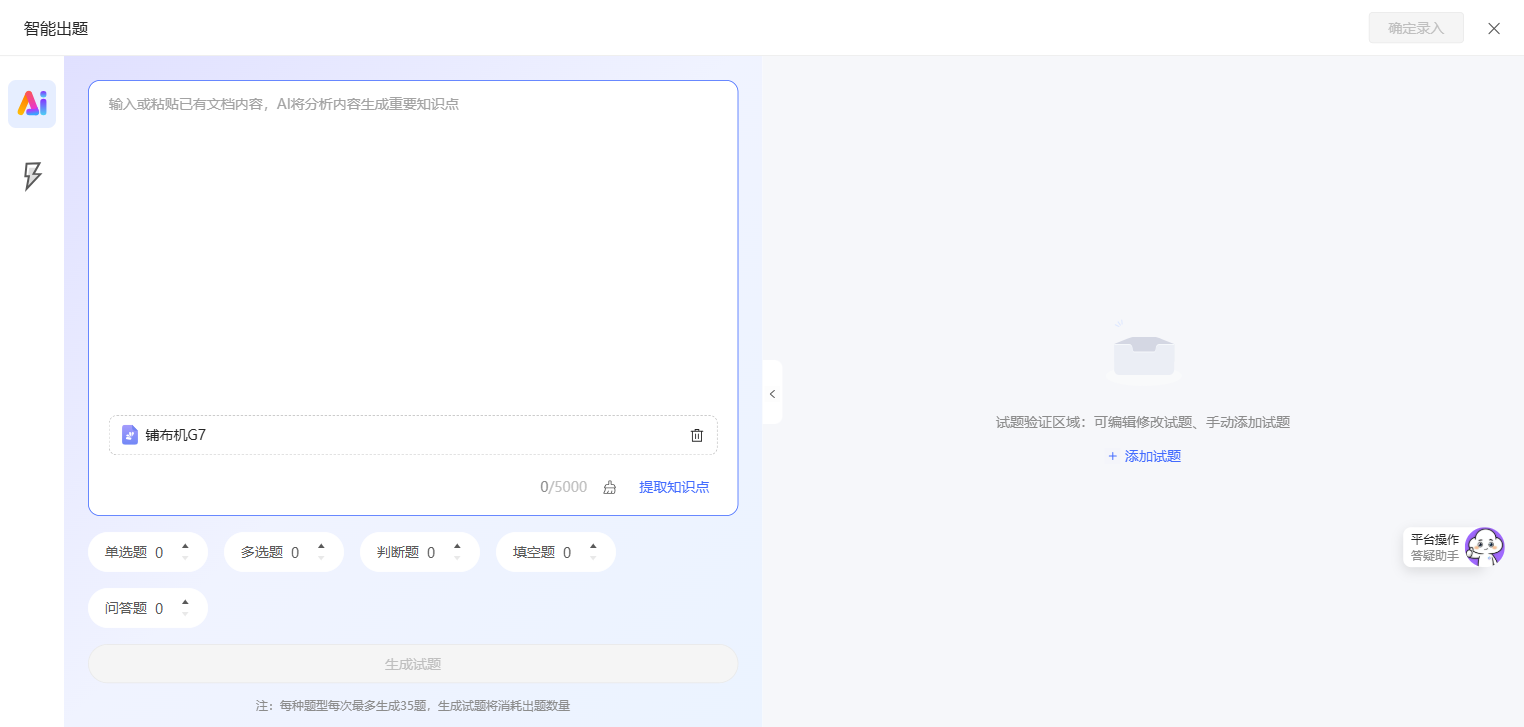 智能出题
确定录入
Ai
输入或粘贴已有文档内容，AI将分析内容生成重要知识点
铺布机G7
0/5000
提取知识点
单选题 0
多选题 0
判断题 0
填空题 0
问答题 0
生成试题
注：每种题型每次最多生成35题，生成试题将消耗出题数量
试题验证区域：可编辑修改试题、手动添加试题
+ 添加试题
平台操作
答疑助手